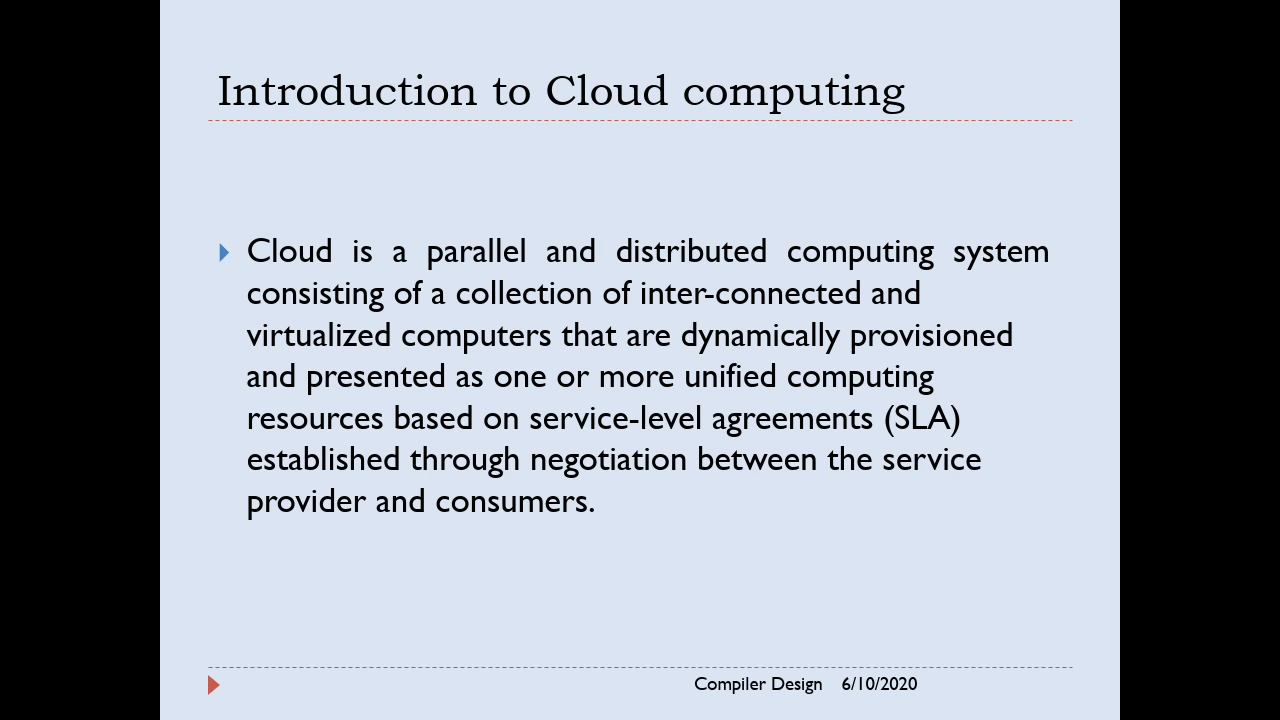 Introduction to Cloud computing
Cloud is a parallel and distributed computing system
consisting of a collection of inter-connected and
virtualized computers that are dynamically provisioned
and presented as one or more unified computing
resources based on service-level agreements (SLA)
established through negotiation between the service
provider and consumers.
Compiler Design 6/10/2020